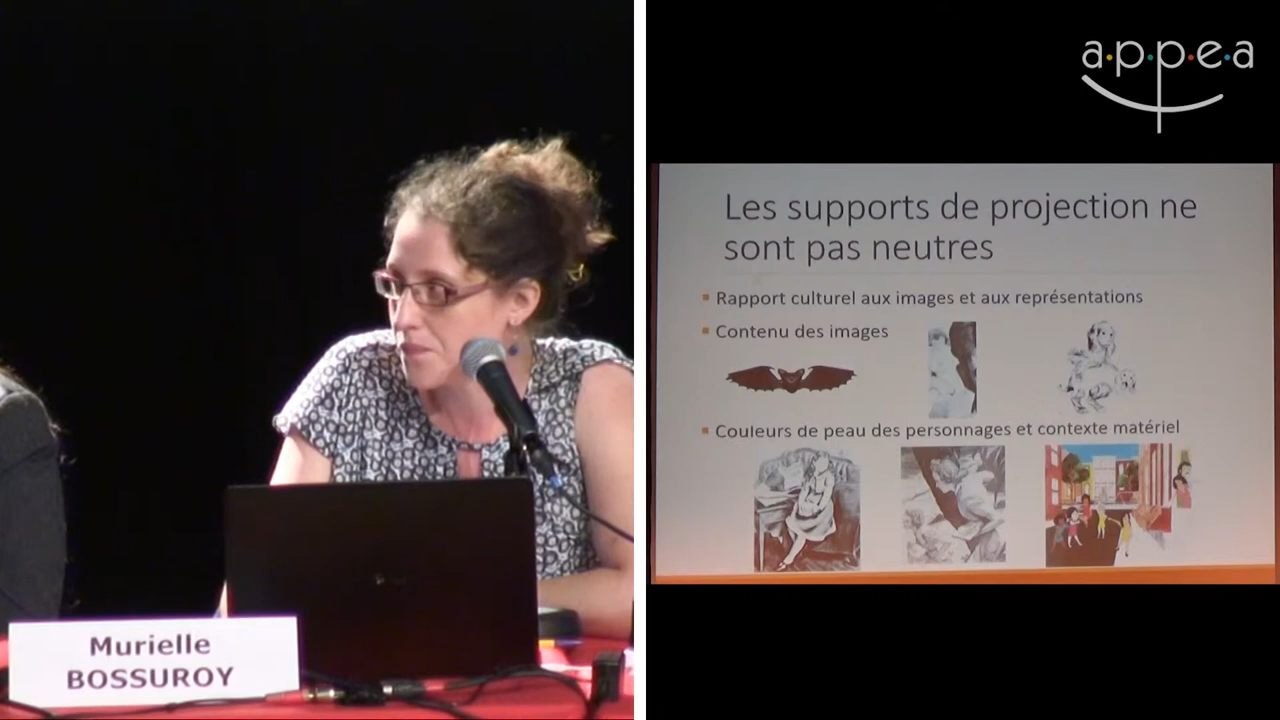 Murielle
BOSSUROY
a.p.p.e.a
Les supports de projection ne
sont pas neutres
Rapport culturel aux images et aux représentations
Contenu des images
Couleurs de peau des personnages et contexte matériel